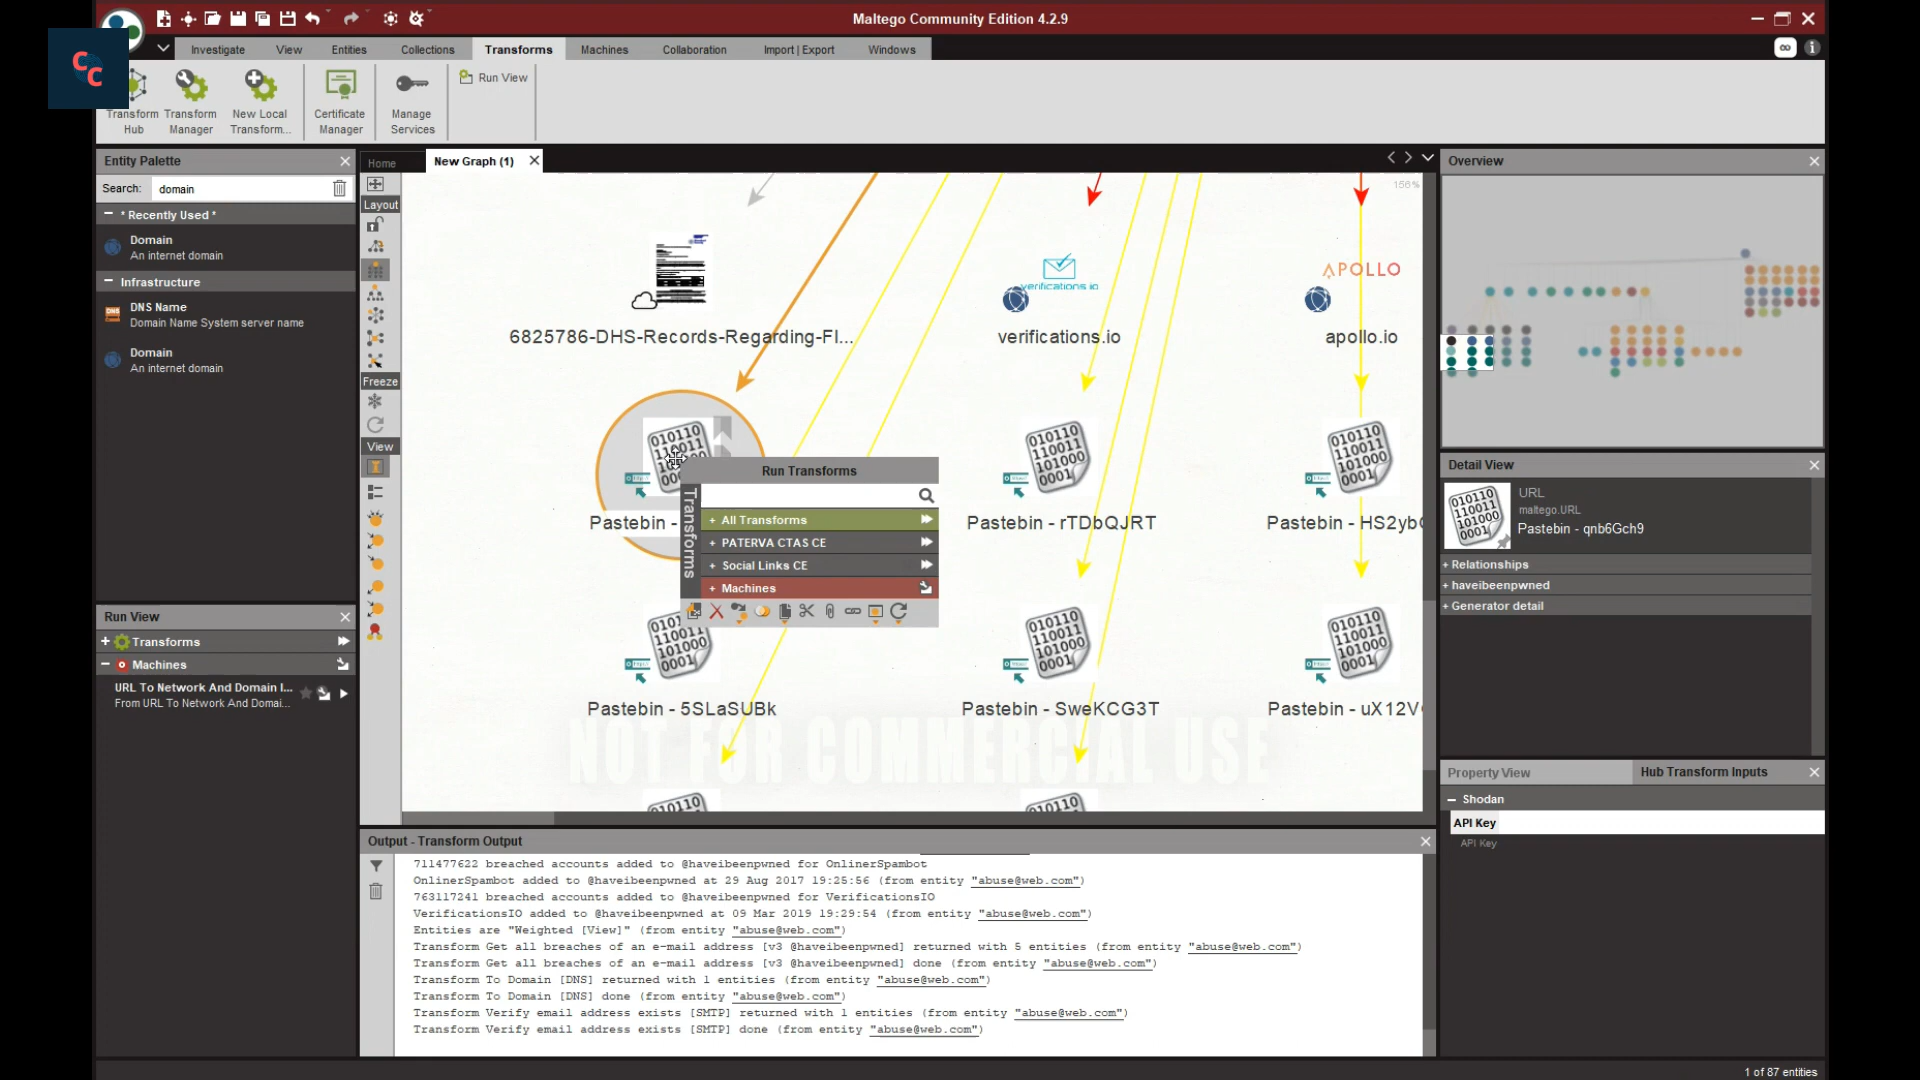 Maltego Community Edition 4.2.9
CC
Investigate View Entities Collections Transforms Machines Collaboration Import | Export Windows
Transform Hub
Transform Manager
New Local Transform...
Certificate Manager
Manage Services
Run View
Entity Palette
Search: domain
* Recently Used *
Domain
An internet domain
Infrastructure
DNS Name
Domain Name System server name
Domain
An internet domain
Run View
Transforms
Machines
URL To Network And Domain I...
From URL To Network And Domai...
Home
New Graph (1)
Layout
Freeze
View
156%
6825786-DHS-Records-Regarding-FI...
verifications.io
verifications.io
APOLLO
apollo.io
Pastebin -
Pastebin - rTDbQJRT
Pastebin - HS2yb
Run Transforms
Transforms
+ All Transforms
+ PATERVA CTAS CE
+ Social Links CE
+ Machines
Pastebin - 5SLaSUBk
Pastebin - SweKCG3T
Pastebin - uX12V
NOT FOR COMMERCIAL USE
Output - Transform Output
711477622 breached accounts added to @haveibeenpwned for OnlinerSpambot
OnlinerSpambot added to @haveibeenpwned at 29 Aug 2017 19:25:56 (from entity "abuse@web.com")
763117241 breached accounts added to @haveibeenpwned for VerificationsIO
VerificationsIO added to @haveibeenpwned at 09 Mar 2019 19:29:54 (from entity "abuse@web.com")
Entities are "Weighted [View]" (from entity "abuse@web.com")
Transform Get all breaches of an e-mail address [v3 @haveibeenpwned] returned with 5 entities (from entity "abuse@web.com")
Transform Get all breaches of an e-mail address [v3 @haveibeenpwned] done (from entity "abuse@web.com")
Transform To Domain [DNS] returned with 1 entities (from entity "abuse@web.com")
Transform To Domain [DNS] done (from entity "abuse@web.com")
Transform Verify email address exists [SMTP] returned with 1 entities (from entity "abuse@web.com")
Transform Verify email address exists [SMTP] done (from entity "abuse@web.com")
Overview
Detail View
URL
maltego.URL
Pastebin - qnb6Gch9
+ Relationships
+ haveibeenpwned
+ Generator detail
Property View
Hub Transform Inputs
Shodan
API Key
API Key
1 of 87 entities